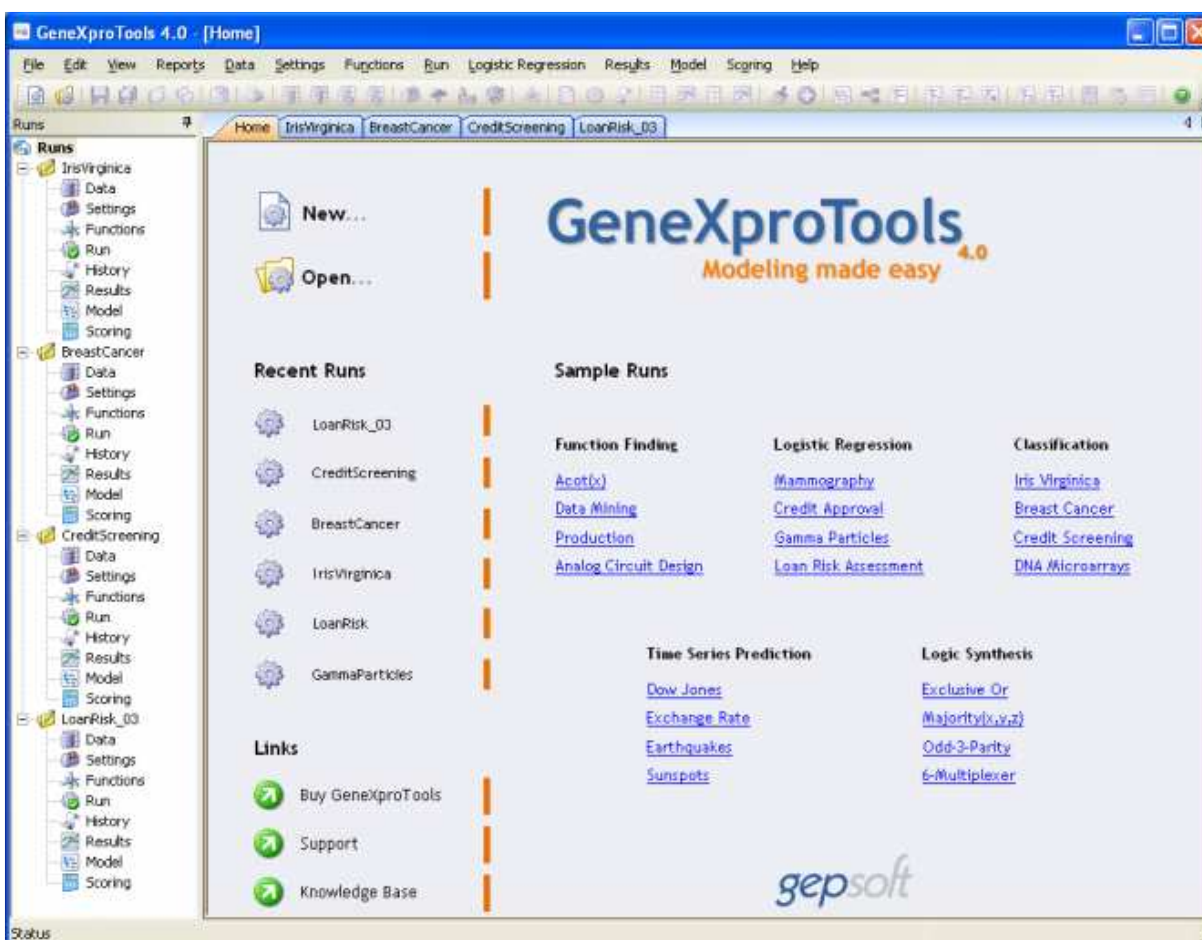 GeneXproTools 4.0 - [Home]
File Edit View Reports Data Settings Functions Run Logistic Regression Results Model Scoring Help
Runs
Home IrisVirginica BreastCancer CreditScreening LoanRisk_03
4
Runs
IrisVirginica
Data
Settings
Functions
Run
History
Results
Model
Scoring
BreastCancer
Data
Settings
Functions
Run
History
Results
Model
Scoring
CreditScreening
Data
Settings
Functions
Run
History
Results
Model
Scoring
LoanRisk_03
Data
Settings
Functions
Run
History
Results
Model
Scoring
New...
Open...
GeneXproTools
4.0
Modeling made easy
Recent Runs
LoanRisk_03
CreditScreening
BreastCancer
IrisVirginica
LoanRisk
GammaParticles
Links
Buy GeneXproTools
Support
Knowledge Base
Sample Runs
Function Finding
Acot(x)
Data Mining
Production
Analog Circuit Design
Logistic Regression
Mammography
Credit Approval
Gamma Particles
Loan Risk Assessment
Classification
Iris Virginica
Breast Cancer
Credit Screening
DNA Microarrays
Time Series Prediction
Dow Jones
Exchange Rate
Earthquakes
Sunspots
Logic Synthesis
Exclusive Or
Majority(x,y,z)
Odd-3-Parity
6-Multiplexer
gepsoft
Status